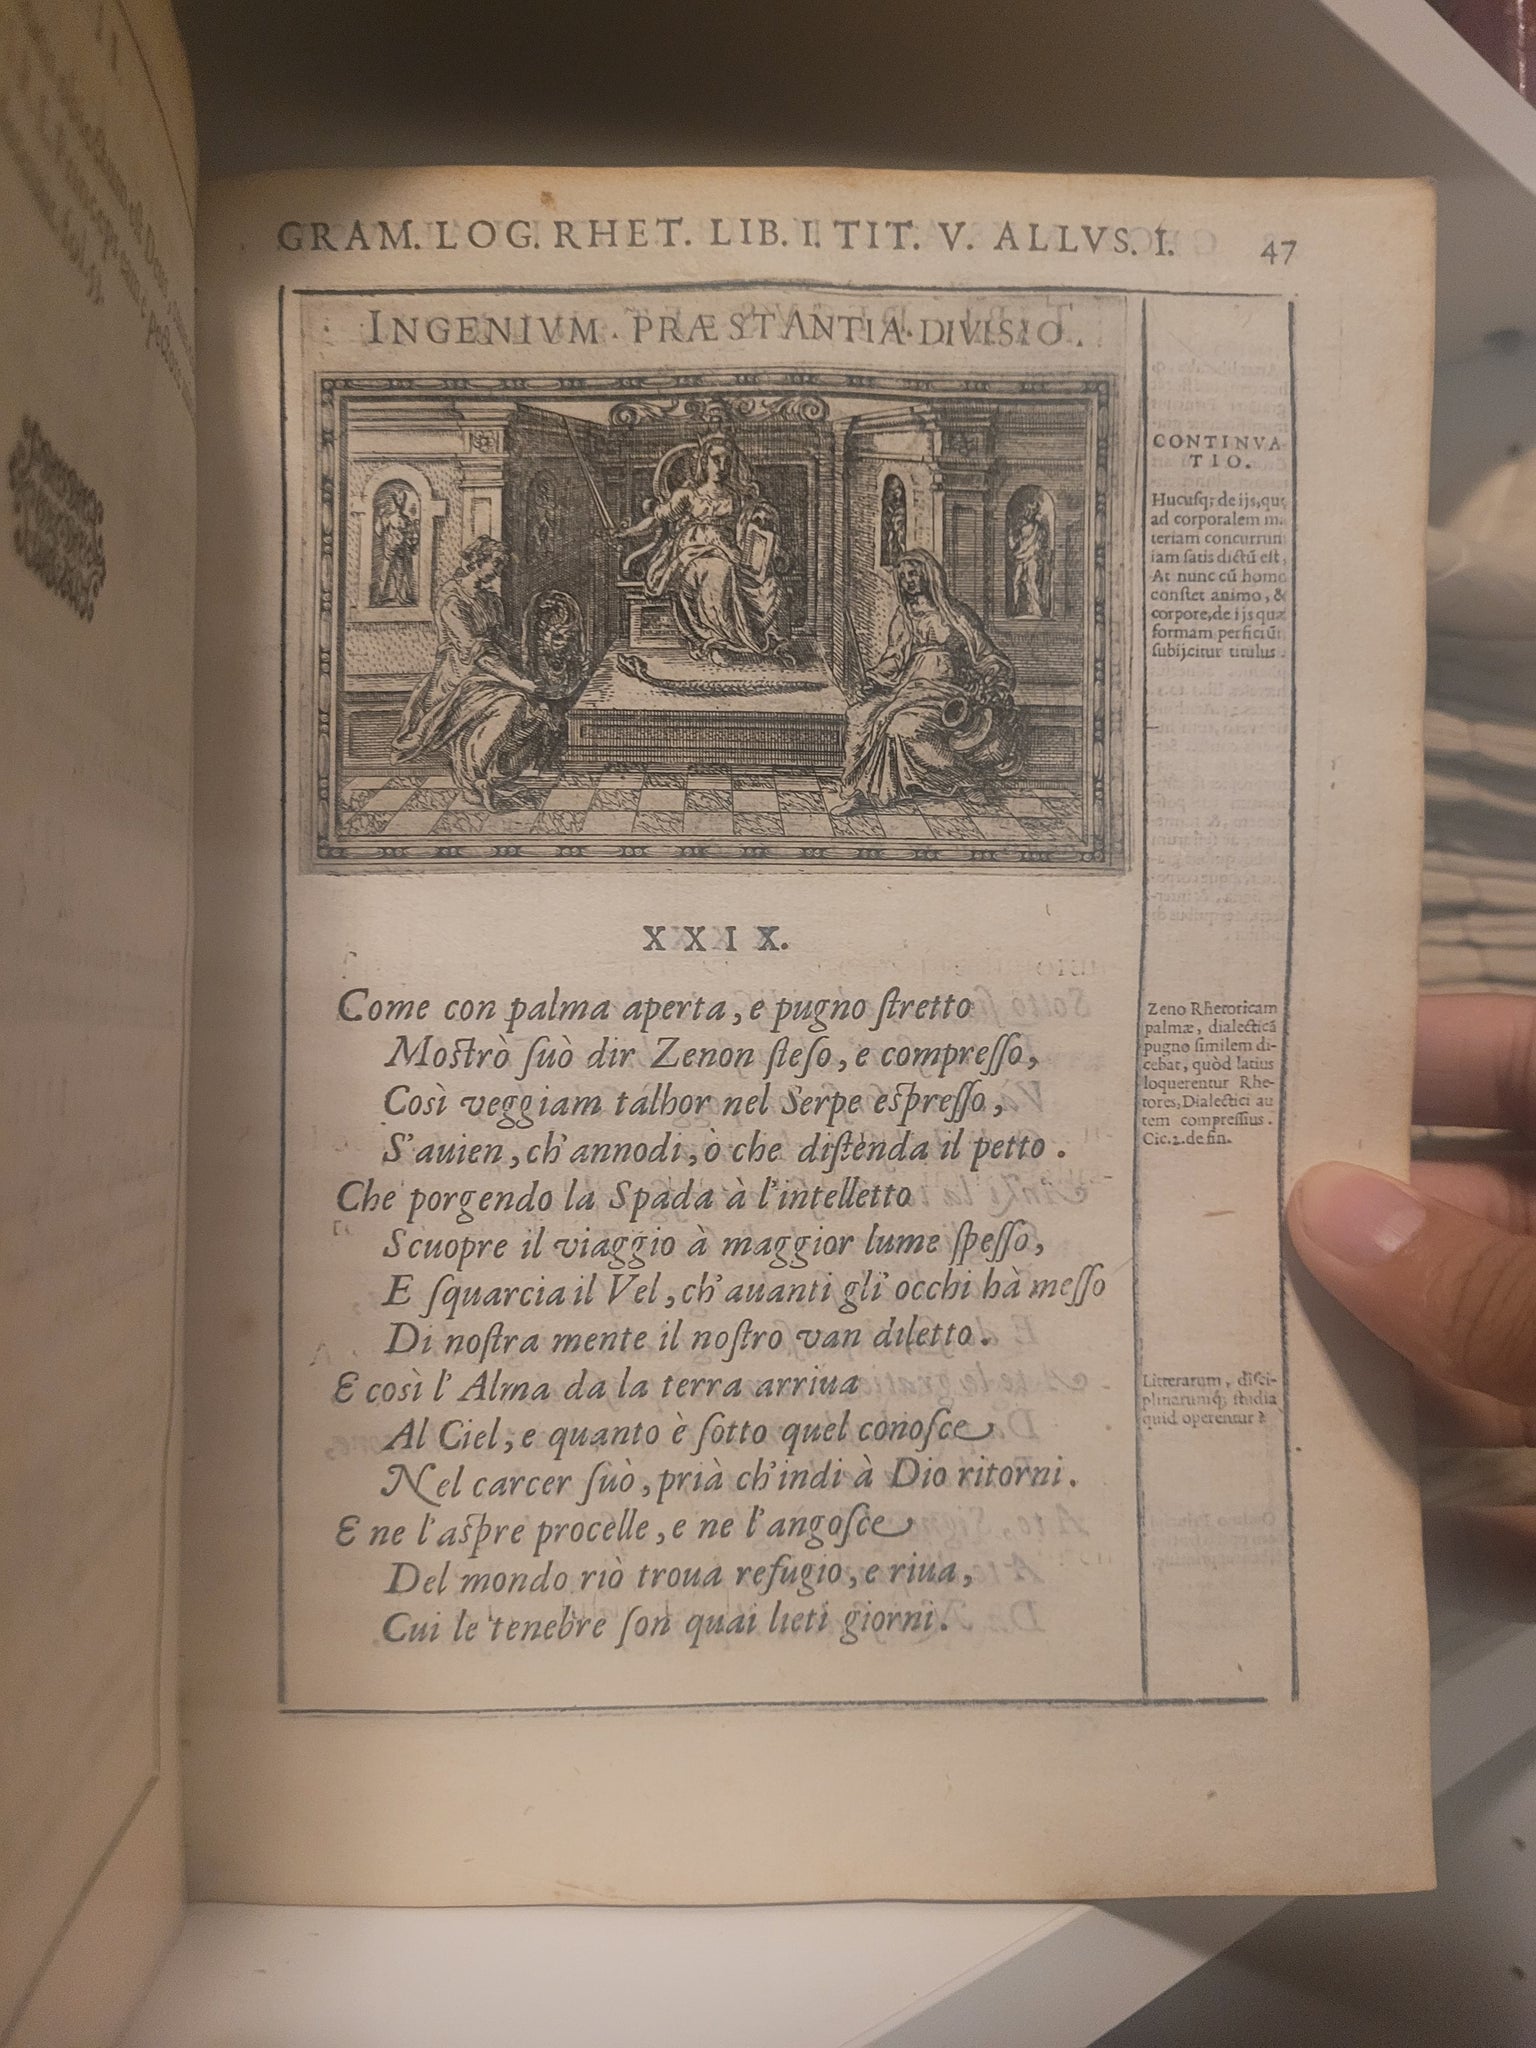 GRAM. LOG. RHET. LIB. I. TIT. V. ALLVS. I.
47
INGENIVM. PRÆSTANTIA. DIVISIO.
CONTINVA-
TIO.
Hucusq; de ijs, quę
ad corporalem ma
teriam concurrunt
iam satis dictũ est,
At nunc cũ homo
constet animo, &
corpore, de ijs quæ
formam perficiũt
subijcitur titulus.
XXIX.
Come con palma aperta, e pugno ſtretto
Moſtrò ſuò dir Zenon ſteſo, e compreſſo,
Così veggiam talhor nel Serpe eſpreſſo,
S'auien, ch'annodi, ò che diſtenda il petto.
Che porgendo la Spada à l'intelletto
Scuopre il viaggio à maggior lume ſpeſſo,
E ſquarcia il Vel, ch'auanti gli occhi hà meſſo
Di noſtra mente il noſtro van diletto.
E così l'Alma da la terra arriua
Al Ciel, e quanto è ſotto quel conoſce
Nel carcer ſuò, prià ch'indi à Dio ritorni.
E ne l'aſpre procelle, e ne l'angoſce
Del mondo riò troua refugio, e riua,
Cui le tenebre ſon quai lieti giorni.
Zeno Rhetoricam
palmæ, dialecticã
pugno ſimilem di-
cebat, quòd latius
loquerentur Rhe-
tores, Dialectici au
tem compreſſius.
Cic. 2. de fin.
Litterarum, diſci-
plinarumq; ſtudia
quid operentur?